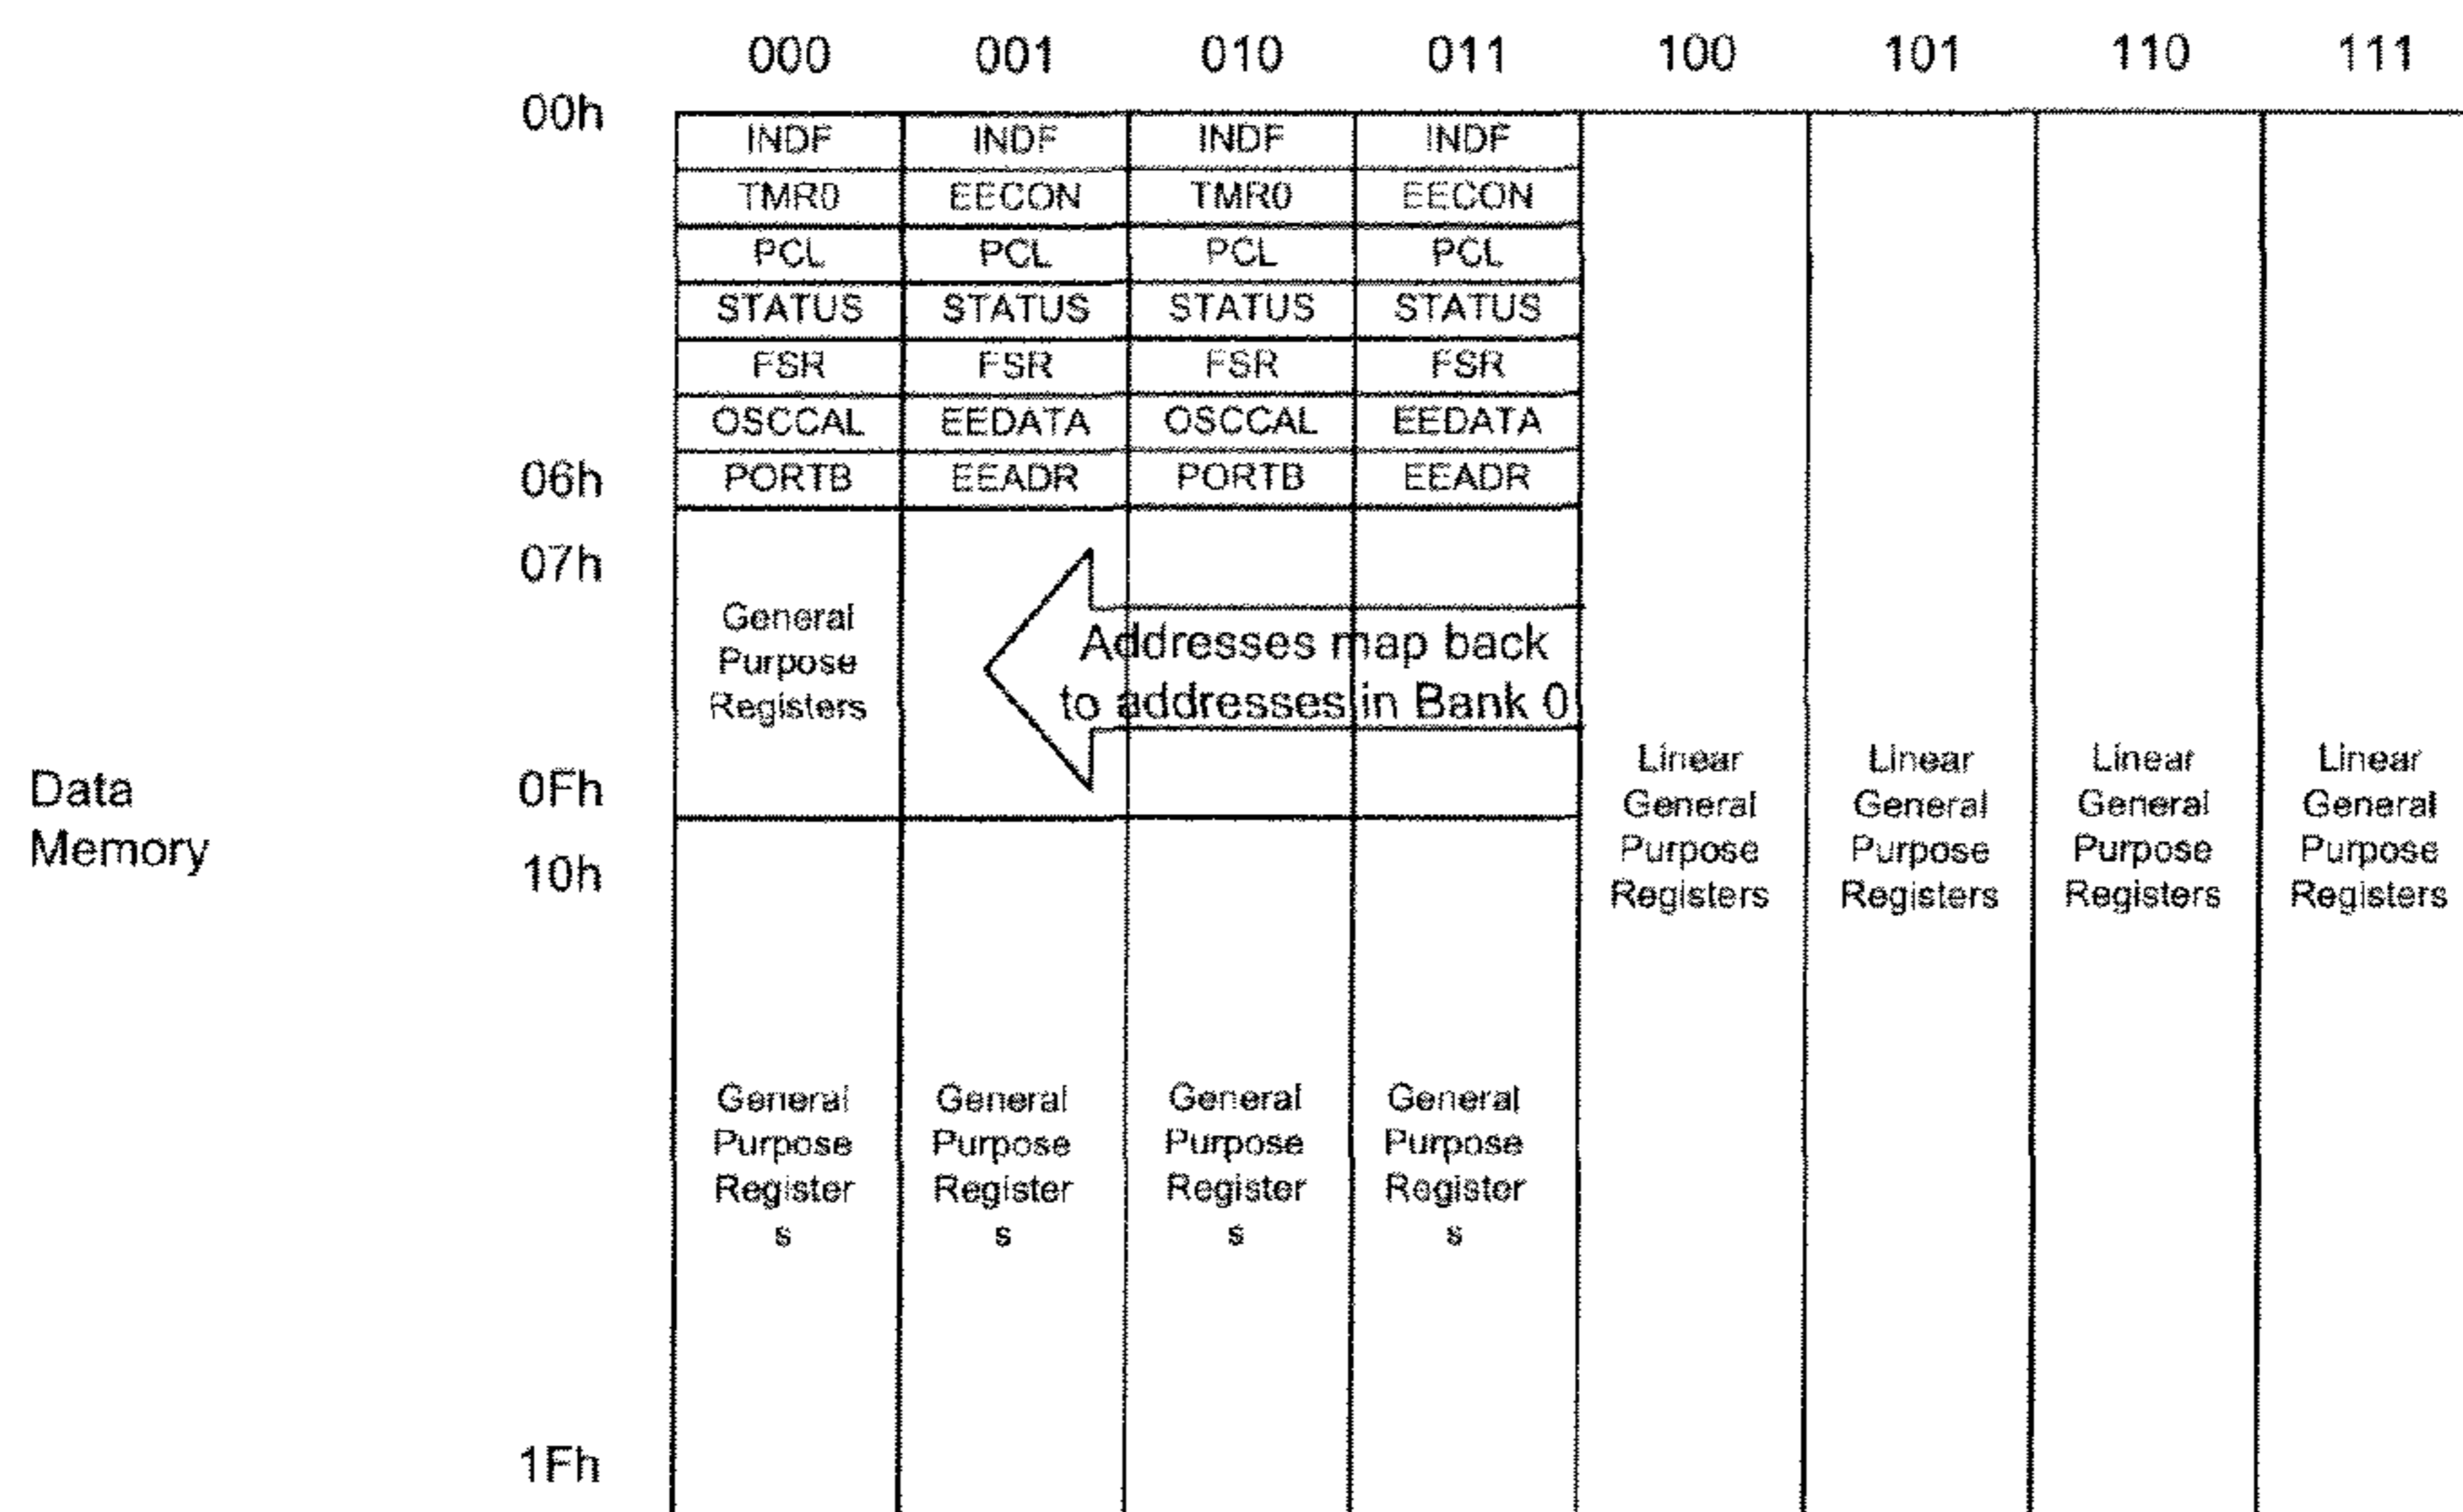 000 001 010 011 100 101 110 111
00h
INDF INDF INDF INDF
TMR0 EECON TMR0 EECON
PCL PCL PCL PCL
STATUS STATUS STATUS STATUS
FSR FSR FSR FSR
OSCCAL EEDATA OSCCAL EEDATA
06h PORTB EEADR PORTB EEADR
07h
General
Purpose
Registers
Addresses map back
to addresses in Bank 0
Data
Memory
0Fh
10h
Linear
General
Purpose
Registers
Linear
General
Purpose
Registers
Linear
General
Purpose
Registers
Linear
General
Purpose
Registers
General
Purpose
Register
s
General
Purpose
Register
s
General
Purpose
Register
s
General
Purpose
Register
s
1Fh